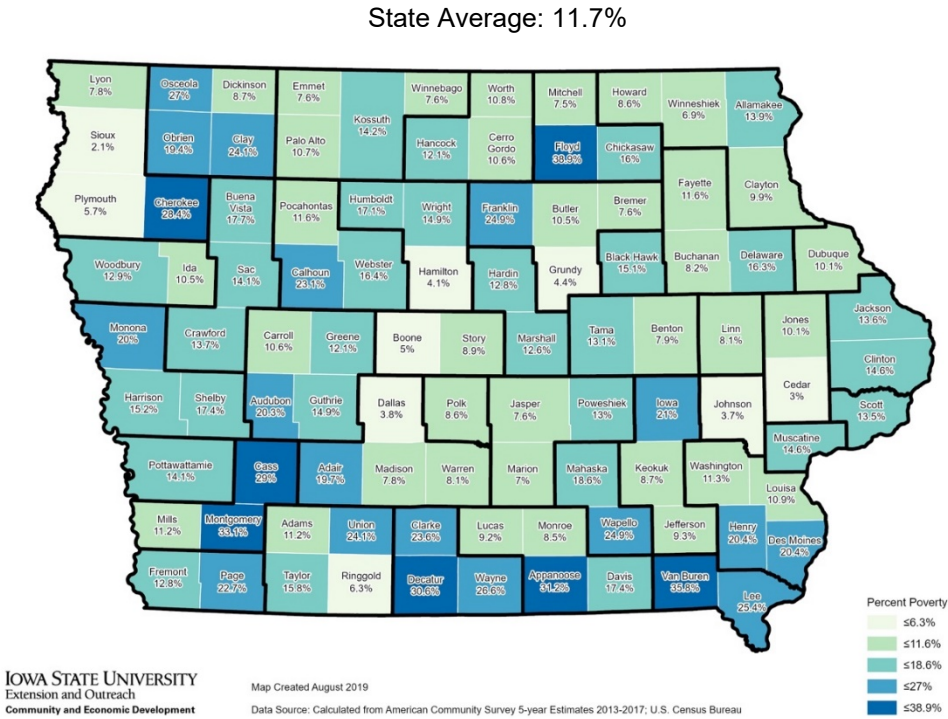 State Average: 11.7%
Lyon
7.8%
Osceola
27%
Dickinson
8.7%
Emmet
7.6%
Kossuth
14.2%
Winnebago
7.6%
Worth
10.8%
Mitchell
7.5%
Howard
8.6%
Winneshiek
6.9%
Allamakee
13.9%
Sioux
2.1%
Obrien
19.4%
Clay
24.1%
Palo Alto
10.7%
Hancock
12.1%
Cerro
Gordo
10.6%
Floyd
38.9%
Chickasaw
16%
Plymouth
5.7%
Cherokee
28.4%
Buena
Vista
17.7%
Pocahontas
11.6%
Humboldt
17.1%
Wright
14.9%
Franklin
24.9%
Butler
10.5%
Bremer
7.6%
Fayette
11.6%
Clayton
9.9%
Woodbury
12.9%
Ida
10.5%
Sac
14.1%
Calhoun
23.1%
Webster
16.4%
Hamilton
4.1%
Hardin
12.8%
Grundy
4.4%
Black Hawk
15.1%
Buchanan
8.2%
Delaware
16.3%
Dubuque
10.1%
Monona
20%
Crawford
13.7%
Carroll
10.6%
Greene
12.1%
Boone
5%
Story
8.9%
Marshall
12.6%
Tama
13.1%
Benton
7.9%
Linn
8.1%
Jones
10.1%
Jackson
13.6%
Clinton
14.6%
Harrison
15.2%
Shelby
17.4%
Audubon
20.3%
Guthrie
14.9%
Dallas
3.8%
Polk
8.6%
Jasper
7.6%
Poweshiek
13%
Iowa
21%
Johnson
3.7%
Cedar
3%
Scott
13.5%
Muscatine
14.6%
Pottawattamie
14.1%
Cass
29%
Adair
19.7%
Madison
7.8%
Warren
8.1%
Marion
7%
Mahaska
18.6%
Keokuk
8.7%
Washington
11.3%
Louisa
10.9%
Mills
11.2%
Montgomery
33.1%
Adams
11.2%
Union
24.1%
Clarke
23.6%
Lucas
9.2%
Monroe
8.5%
Wapello
24.9%
Jefferson
9.3%
Henry
20.4%
Des Moines
20.4%
Fremont
12.8%
Page
22.7%
Taylor
15.8%
Ringgold
6.3%
Decatur
30.6%
Wayne
26.6%
Appanoose
31.2%
Davis
17.4%
Van Buren
35.8%
Lee
25.4%
Percent Poverty
≤6.3%
≤11.6%
≤18.6%
≤27%
≤38.9%
IOWA STATE UNIVERSITY
Extension and Outreach
Community and Economic Development
Map Created August 2019
Data Source: Calculated from American Community Survey 5-year Estimates 2013-2017; U.S. Census Bureau